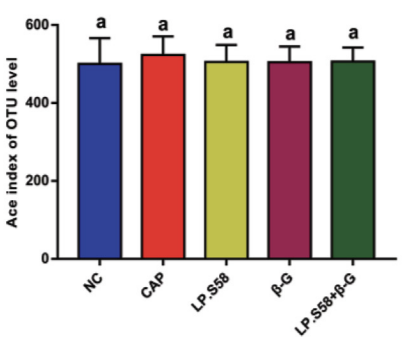 Ace index of OTU level
600
400
200
0
a
a
a
a
a
NC
CAP
LP.S58
β-G
LP.S58+β-G